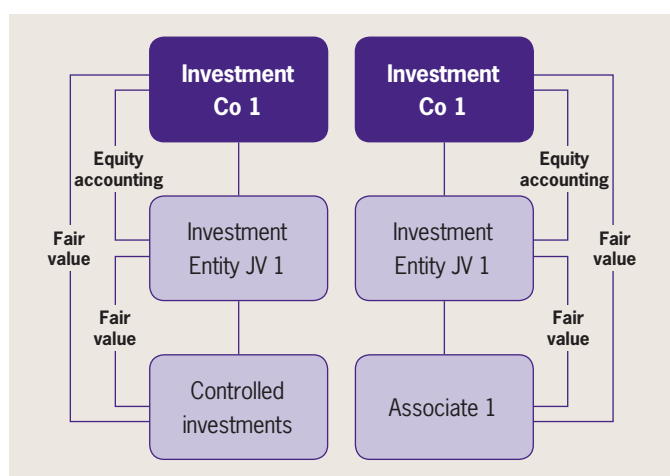 Investment
Co 1
Investment
Co 1
Equity
accounting
Equity
accounting
Investment
Entity JV 1
Investment
Entity JV 1
Fair
value
Fair
value
Fair
value
Fair
value
Controlled
investments
Associate 1